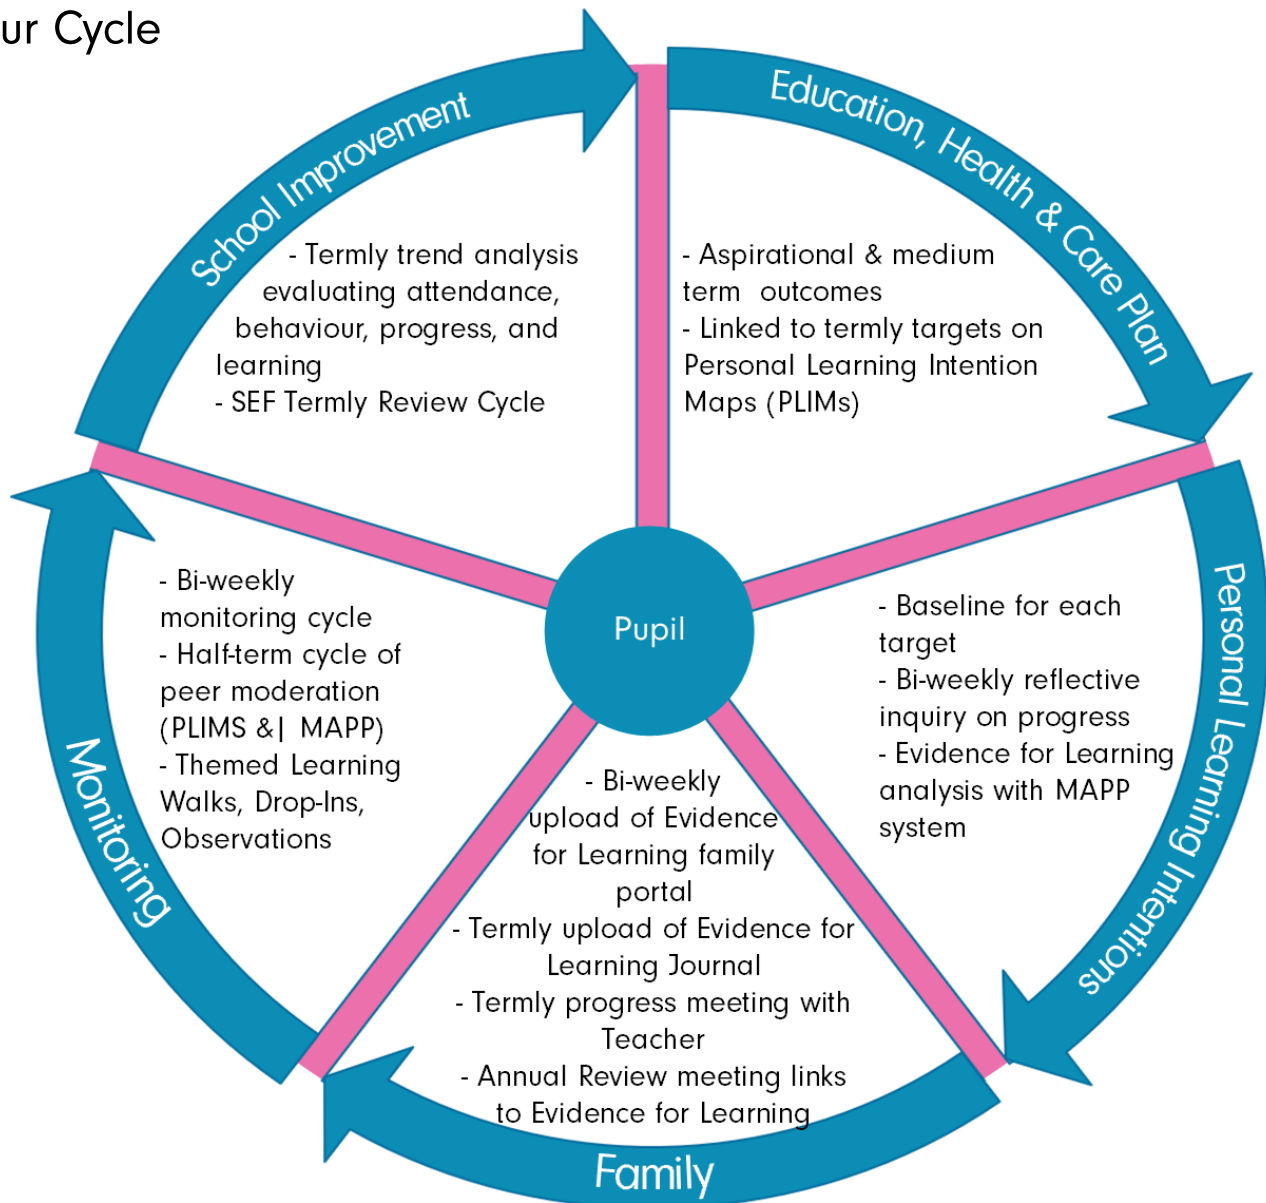 ur Cycle
Education, Health & Care Plan
- Aspirational & medium
term outcomes
- Linked to termly targets on
Personal Learning Intention
Maps (PLIMs)
Personal Learning Intentions
- Baseline for each
target
- Bi-weekly reflective
inquiry on progress
- Evidence for Learning
analysis with MAPP
system
Family
- Bi-weekly
upload of Evidence
for Learning family
portal
- Termly upload of Evidence for
Learning Journal
- Termly progress meeting with
Teacher
- Annual Review meeting links
to Evidence for Learning
Monitoring
- Bi-weekly
monitoring cycle
- Half-term cycle of
peer moderation
(PLIMS &| MAPP)
- Themed Learning
Walks, Drop-Ins,
Observations
School Improvement
- Termly trend analysis
evaluating attendance,
behaviour, progress, and
learning
- SEF Termly Review Cycle
Pupil